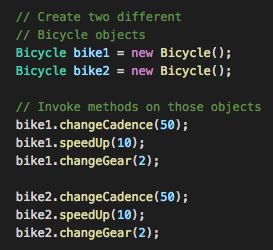 // Create two different
// Bicycle objects
Bicycle bike1 = new Bicycle();
Bicycle bike2 = new Bicycle();
// Invoke methods on those objects
bike1.changeCadence(50);
bike1.speedUp(10);
bike1.changeGear(2);
bike2.changeCadence(50);
bike2.speedUp(10);
bike2.changeGear(2);